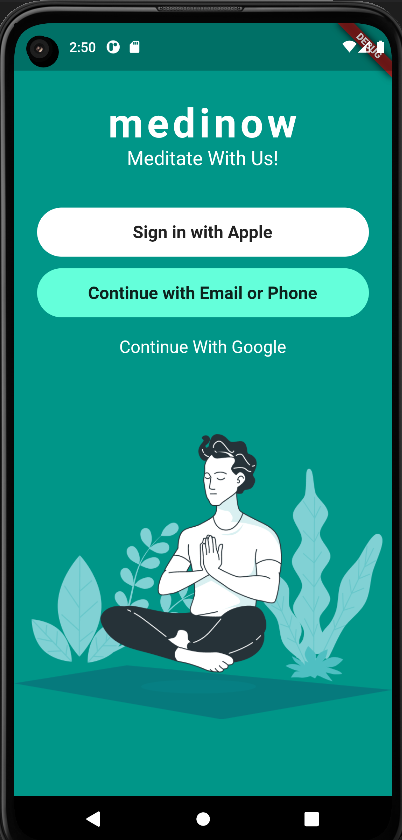 2:50
DEBUG
medinow
Meditate With Us!
Sign in with Apple
Continue with Email or Phone
Continue With Google